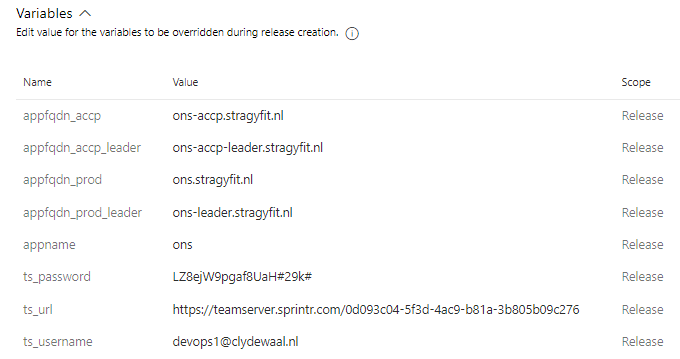 Variables
Edit value for the variables to be overridden during release creation.
Name Value Scope
appfqdn_accp ons-accp.stragyfit.nl Release
appfqdn_accp_leader ons-accp-leader.stragyfit.nl Release
appfqdn_prod ons.stragyfit.nl Release
appfqdn_prod_leader ons-leader.stragyfit.nl Release
appname ons Release
ts_password LZ8ejW9pgaf8UaH#29k# Release
ts_url https://teamserver.sprintr.com/0d093c04-5f3d-4ac9-b81a-3b805b09c276 Release
ts_username devops1@clydewaal.nl Release